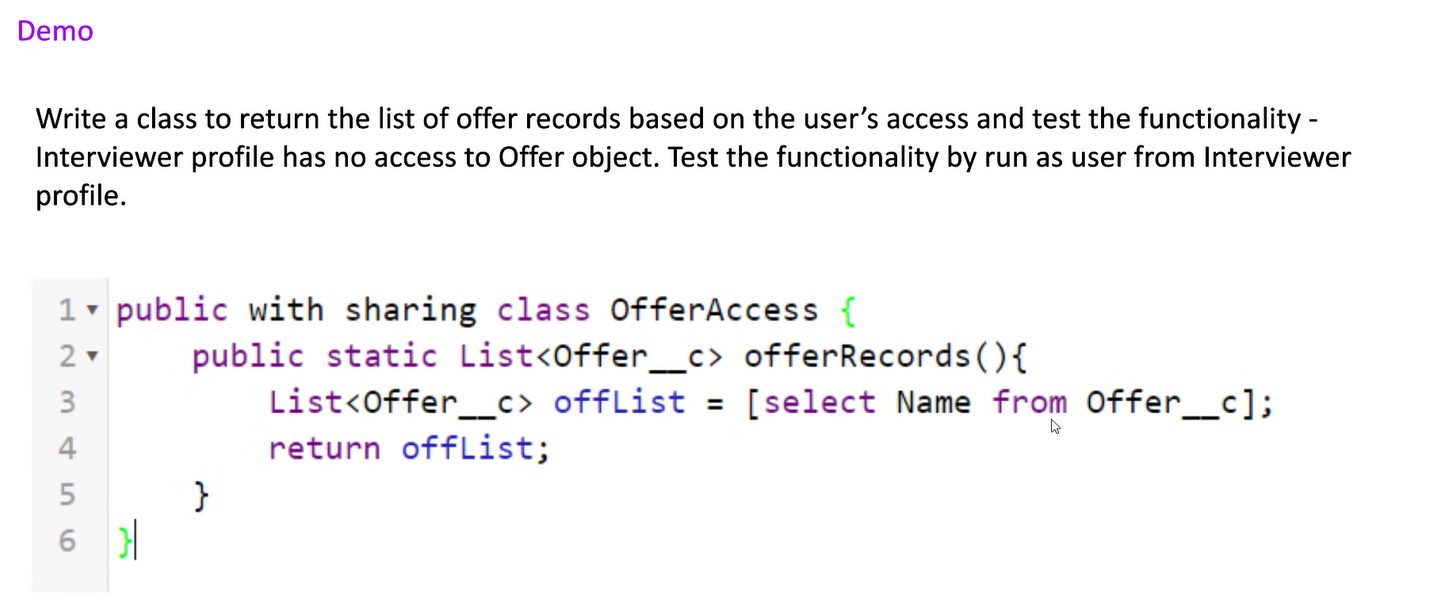 Demo
Write a class to return the list of offer records based on the user’s access and test the functionality -
Interviewer profile has no access to Offer object. Test the functionality by run as user from Interviewer
profile.
1 ▾ public with sharing class OfferAccess {
2 ▾     public static List<Offer__c> offerRecords(){
3         List<Offer__c> offList = [select Name from Offer__c];
4         return offList;
5     }
6 }